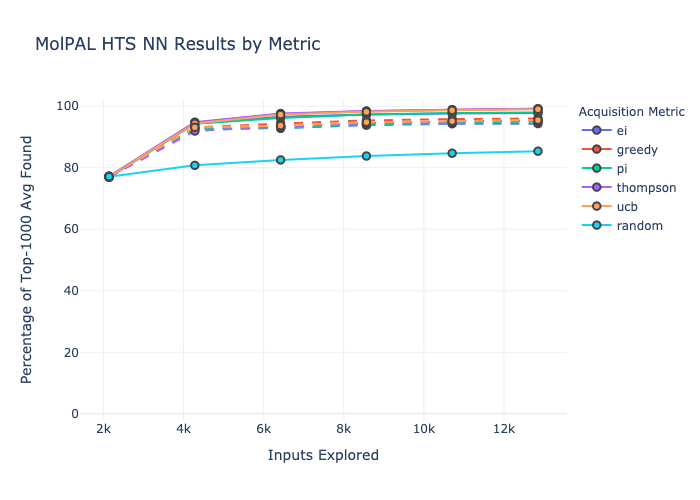 MolPAL HTS NN Results by Metric
Percentage of Top-1000 Avg Found
100
80
60
40
20
0
2k
4k
6k
8k
10k
12k
Inputs Explored
Acquisition Metric
ei
greedy
pi
thompson
ucb
random